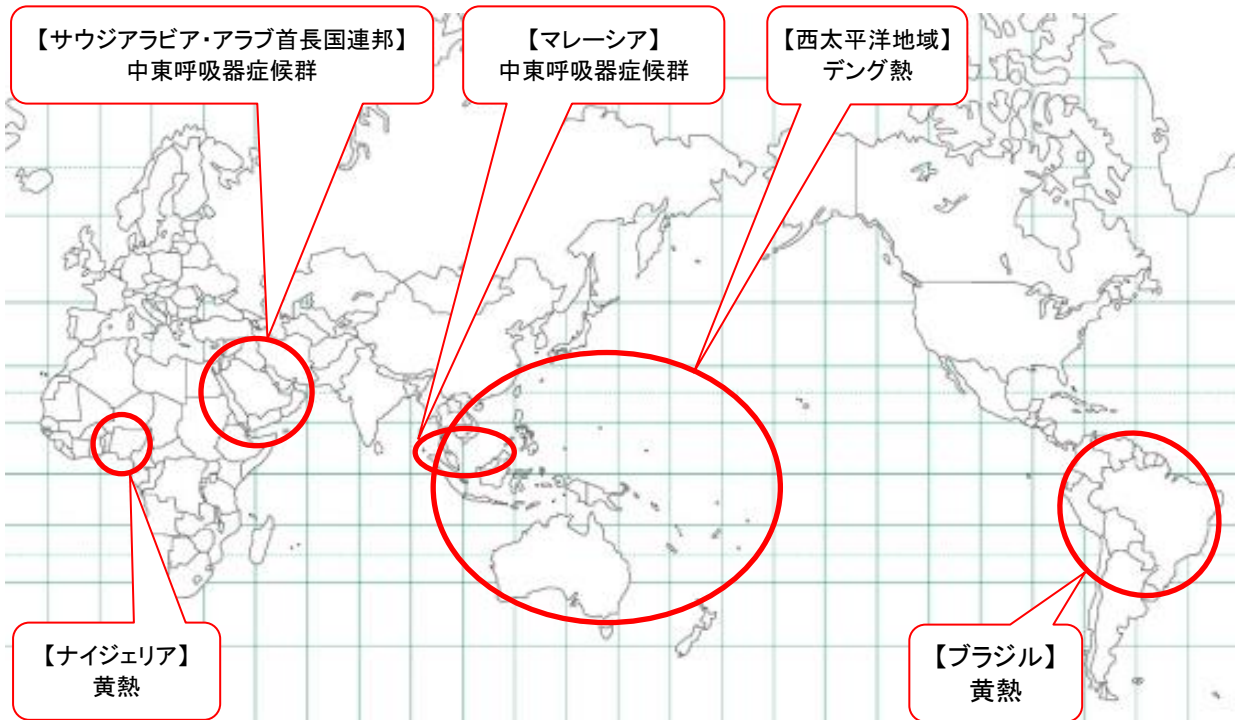 【サウジアラビア・アラブ首長国連邦】
中東呼吸器症候群
【マレーシア】
中東呼吸器症候群
【西太平洋地域】
デング熱
【ナイジェリア】
黄熱
【ブラジル】
黄熱